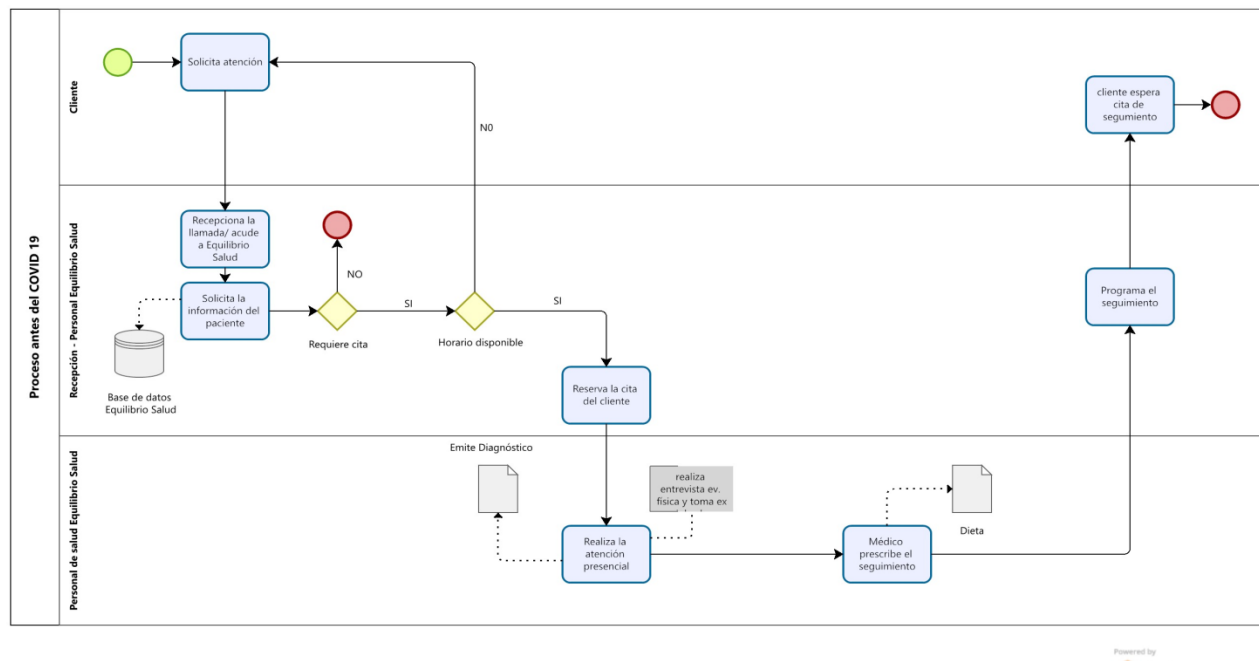 Proceso antes del COVID 19
Cliente
Solicita atención
N0
cliente espera
cita de
segumiento
Recepción - Personal Equilibrio Salud
Recepciona la
llamada/ acude
a Equilibrio
Salud
Solicita la
información del
paciente
Base de datos
Equilibrio Salud
NO
Requiere cita
SI
Horario disponible
SI
Reserva la cita
del cliente
Programa el
seguimiento
Personal de salud Equilibrio Salud
Emite Diagnóstico
realiza
entrevista ev.
fisica y toma ex
Realiza la
atención
presencial
Médico
prescribe el
seguimiento
Dieta
Powered by